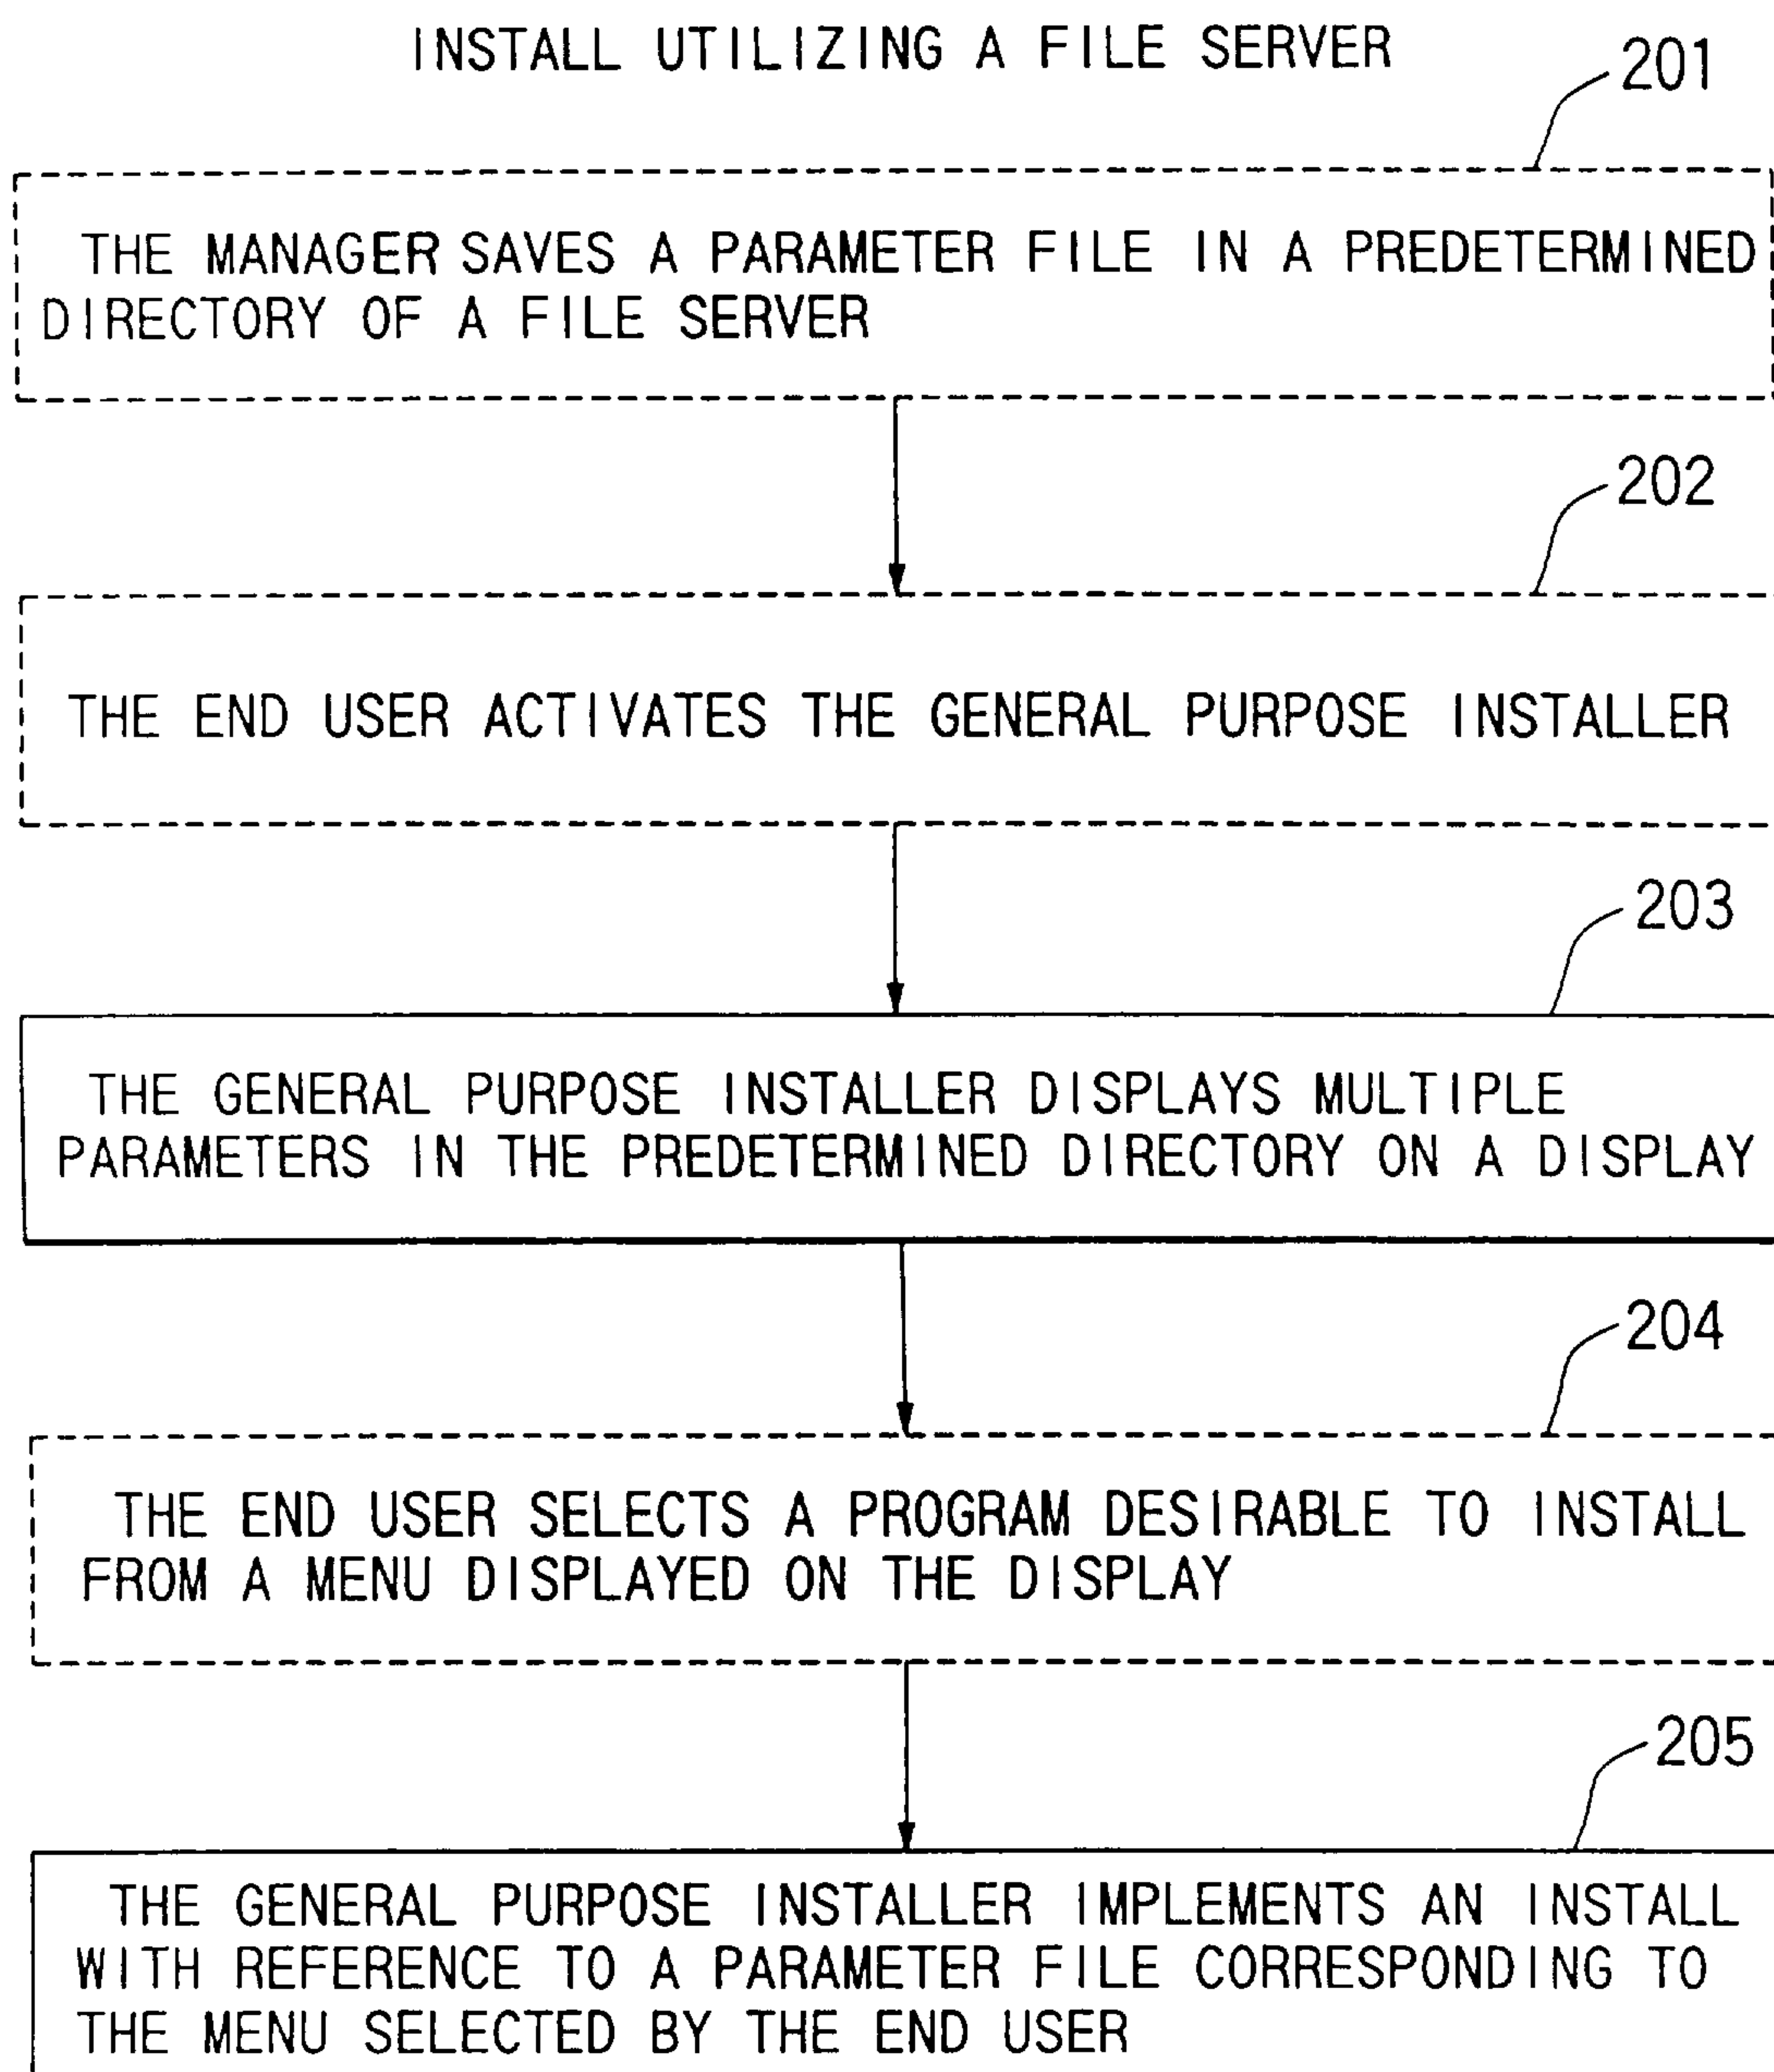 INSTALL UTILIZING A FILE SERVER
201
THE MANAGER SAVES A PARAMETER FILE IN A PREDETERMINED
DIRECTORY OF A FILE SERVER
202
THE END USER ACTIVATES THE GENERAL PURPOSE INSTALLER
203
THE GENERAL PURPOSE INSTALLER DISPLAYS MULTIPLE
PARAMETERS IN THE PREDETERMINED DIRECTORY ON A DISPLAY
204
THE END USER SELECTS A PROGRAM DESIRABLE TO INSTALL
FROM A MENU DISPLAYED ON THE DISPLAY
205
THE GENERAL PURPOSE INSTALLER IMPLEMENTS AN INSTALL
WITH REFERENCE TO A PARAMETER FILE CORRESPONDING TO
THE MENU SELECTED BY THE END USER